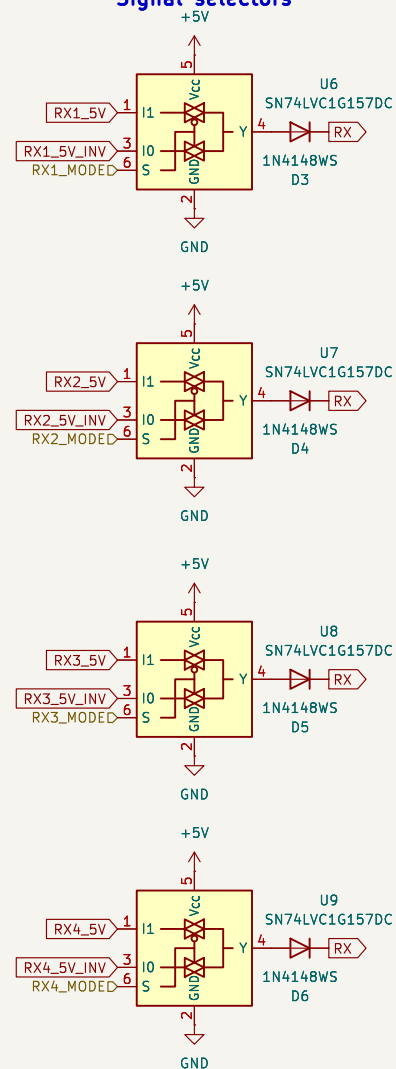 Signal selectors
+5V
5
U6
SN74LVC1G157DC
VCC
RX1_5V 1 I1
Y 4 RX
RX1_5V_INV 3 I0
1N4148WS
RX1_MODE 6 S
GND
D3
2
GND
+5V
5
U7
SN74LVC1G157DC
VCC
RX2_5V 1 I1
Y 4 RX
RX2_5V_INV 3 I0
1N4148WS
RX2_MODE 6 S
GND
D4
2
GND
+5V
5
U8
SN74LVC1G157DC
VCC
RX3_5V 1 I1
Y 4 RX
RX3_5V_INV 3 I0
1N4148WS
RX3_MODE 6 S
GND
D5
2
GND
+5V
5
U9
SN74LVC1G157DC
VCC
RX4_5V 1 I1
Y 4 RX
RX4_5V_INV 3 I0
1N4148WS
RX4_MODE 6 S
GND
D6
2
GND